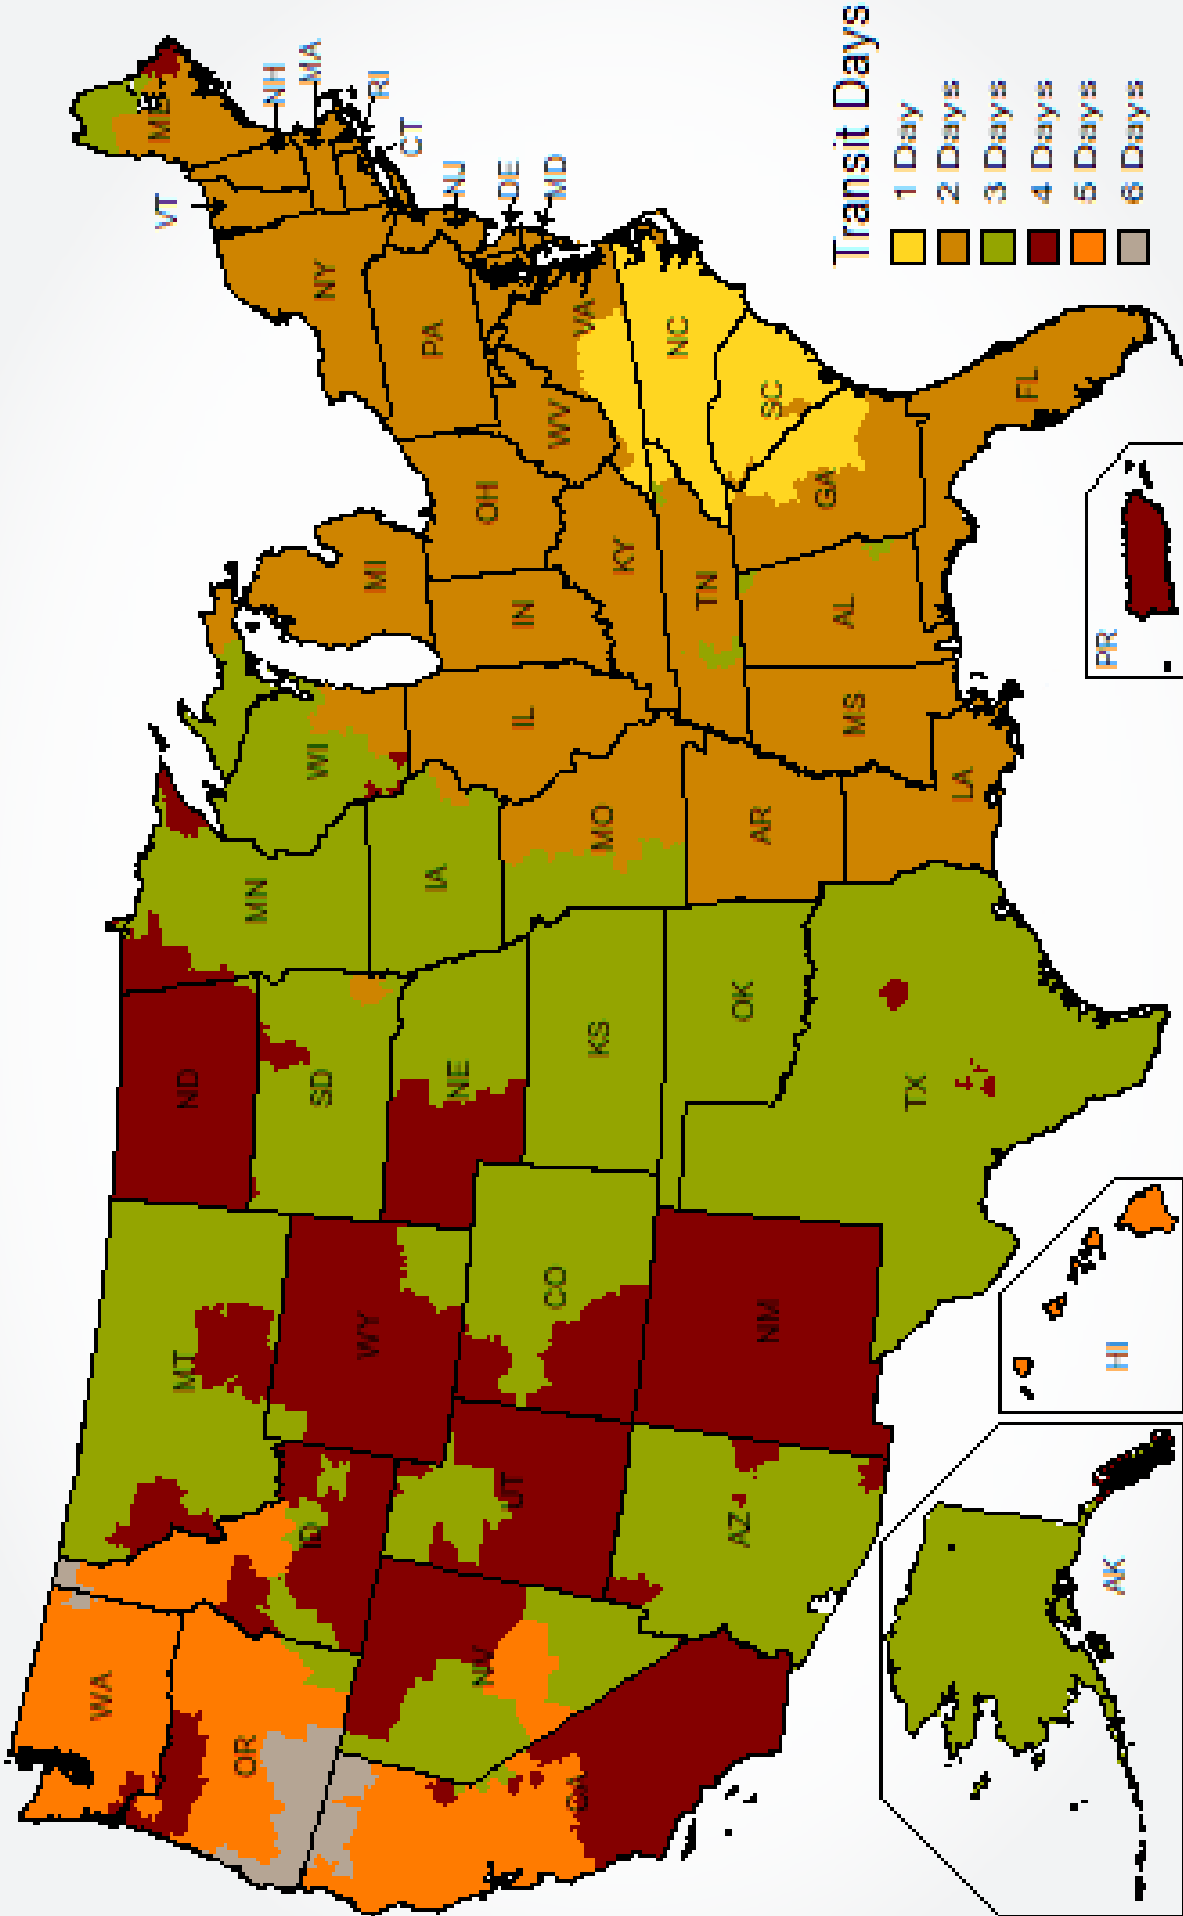 WA
OR
CA
ID
NV
MT
WY
UT
AZ
CO
NM
ND
SD
NE
KS
OK
TX
MN
IA
MO
AR
LA
WI
IL
MS
MI
IN
KY
TN
AL
OH
WV
GA
FL
PA
NY
VA
NC
SC
VT
ME
NH
MA
RI
CT
NJ
DE
MD
AK
HI
PR
Transit Days
1 Day
2 Days
3 Days
4 Days
5 Days
6 Days